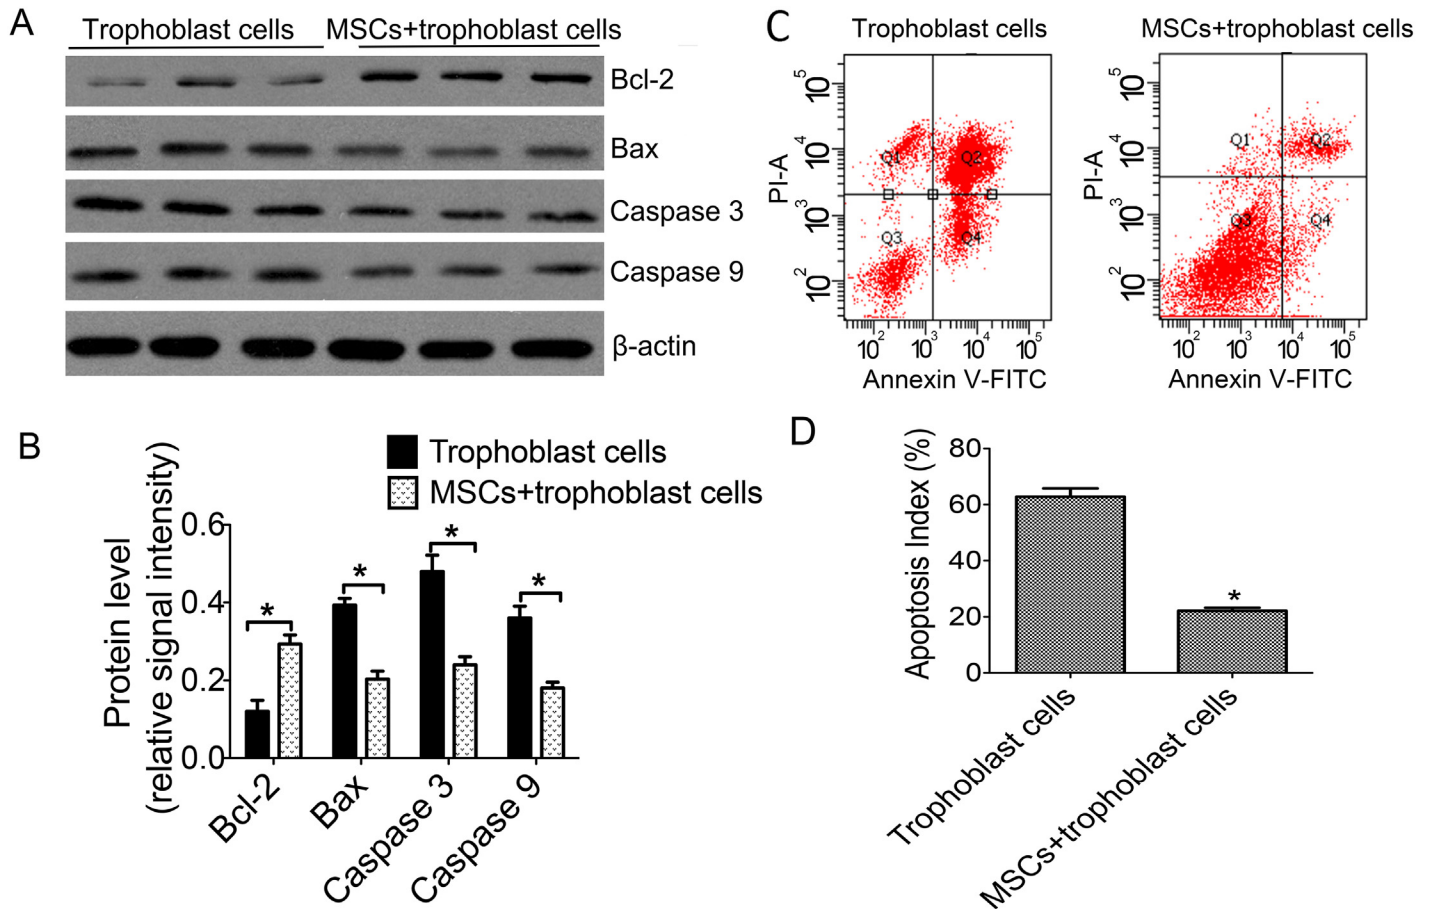 A
Trophoblast cells
MSCs+trophoblast cells
Bcl-2
Bax
Caspase 3
Caspase 9
β-actin
B
Trophoblast cells
MSCs+trophoblast cells
Protein level
(relative signal intensity)
0.6
0.4
0.2
0.0
*
*
*
*
Bcl-2
Bax
Caspase 3
Caspase 9
C
Trophoblast cells
PI-A
10^5
10^4
10^3
10^2
Q1
Q2
Q3
Q4
10^2 10^3 10^4 10^5
Annexin V-FITC
MSCs+trophoblast cells
PI-A
10^5
10^4
10^3
10^2
Q1
Q2
Q3
Q4
10^2 10^3 10^4 10^5
Annexin V-FITC
D
Apoptosis Index (%)
80
60
40
20
0
*
Trophoblast cells
MSCs+trophoblast cells